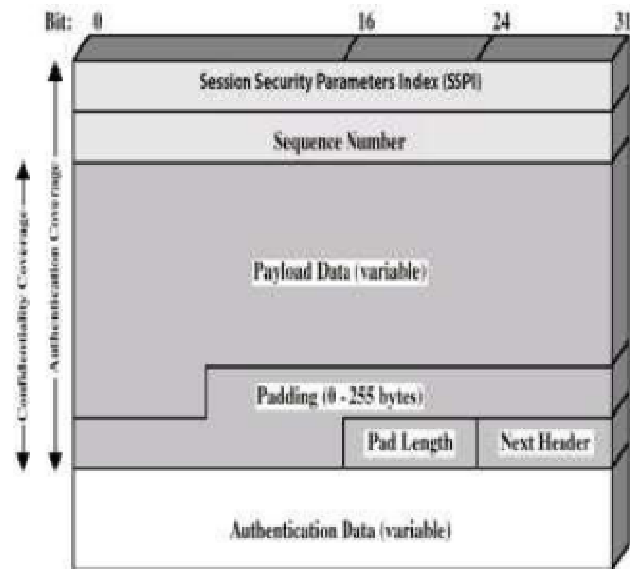 Bit: 0 16 24 31
Session Security Parameters Index (SSPI)
Sequence Number
Confidentiality Coverage
Authentication Coverage
Payload Data (variable)
Padding (0 - 255 bytes)
Pad Length Next Header
Authentication Data (variable)